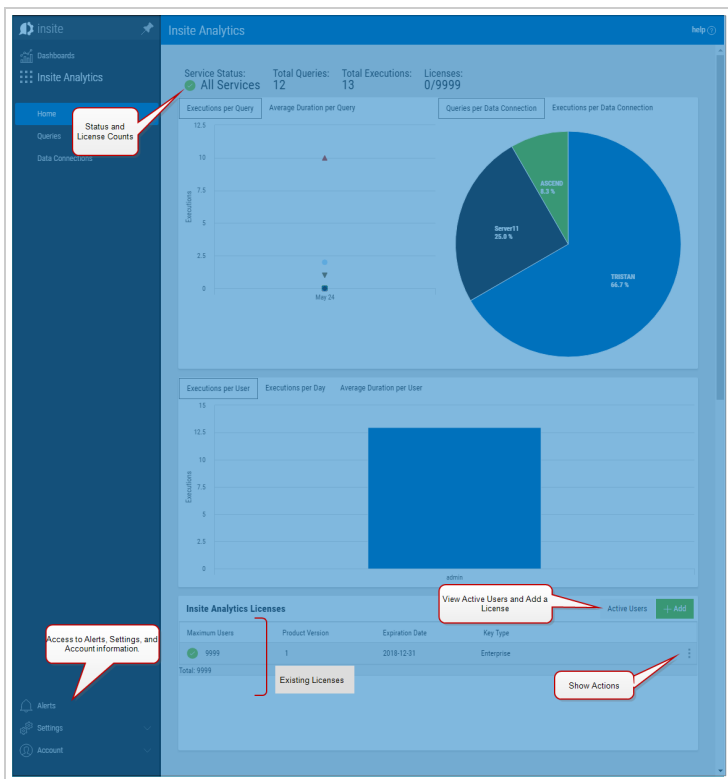 insite
Insite Analytics
help ?
Dashboards
Insite Analytics
Home
Queries
Data Connections
Status and
License Counts
Service Status:
All Services
Total Queries:
12
Total Executions:
13
Licenses:
0/9999
Executions per Query
Average Duration per Query
Queries per Data Connection
Executions per Data Connection
12.5
10
7.5
5
2.5
0
Executions
May 24
ASCEND
8.3 %
Server11
25.0 %
TRISTAN
66.7 %
Executions per User
Executions per Day
Average Duration per User
15
12.5
10
7.5
5
2.5
0
Executions
admin
View Active Users and Add a
License
Insite Analytics Licenses
Active Users
+ Add
Maximum Users
Product Version
Expiration Date
Key Type
9999
1
2018-12-31
Enterprise
Total: 9999
Existing Licenses
Show Actions
Access to Alerts, Settings, and
Account information.
Alerts
Settings
Account